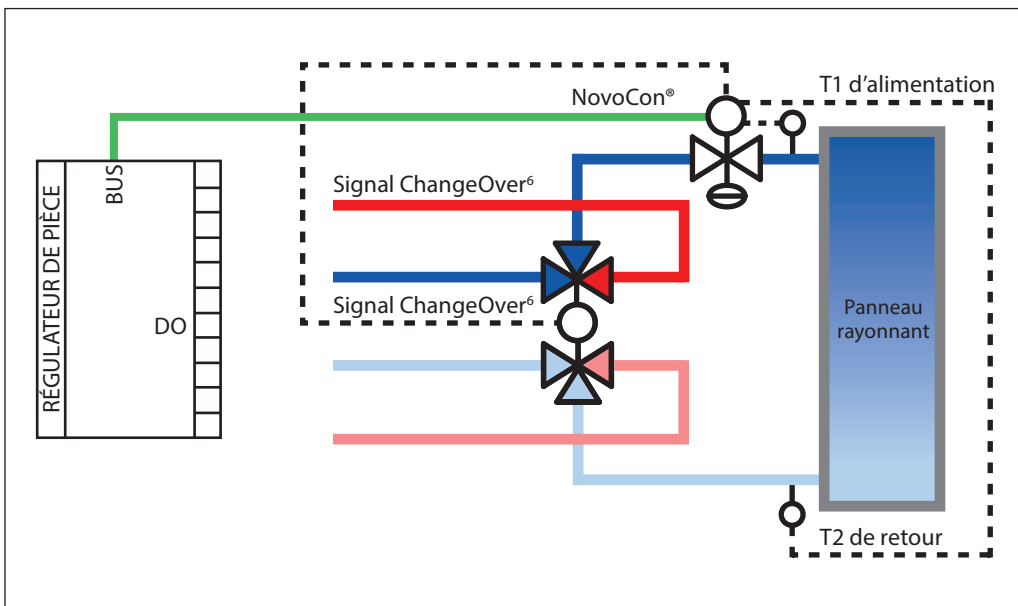 T1 d'alimentation
NovoCon®
BUS
Signal ChangeOver⁶
RÉGULATEUR DE PIÈCE
Signal ChangeOver⁶
DO
Panneau
rayonnant
T2 de retour